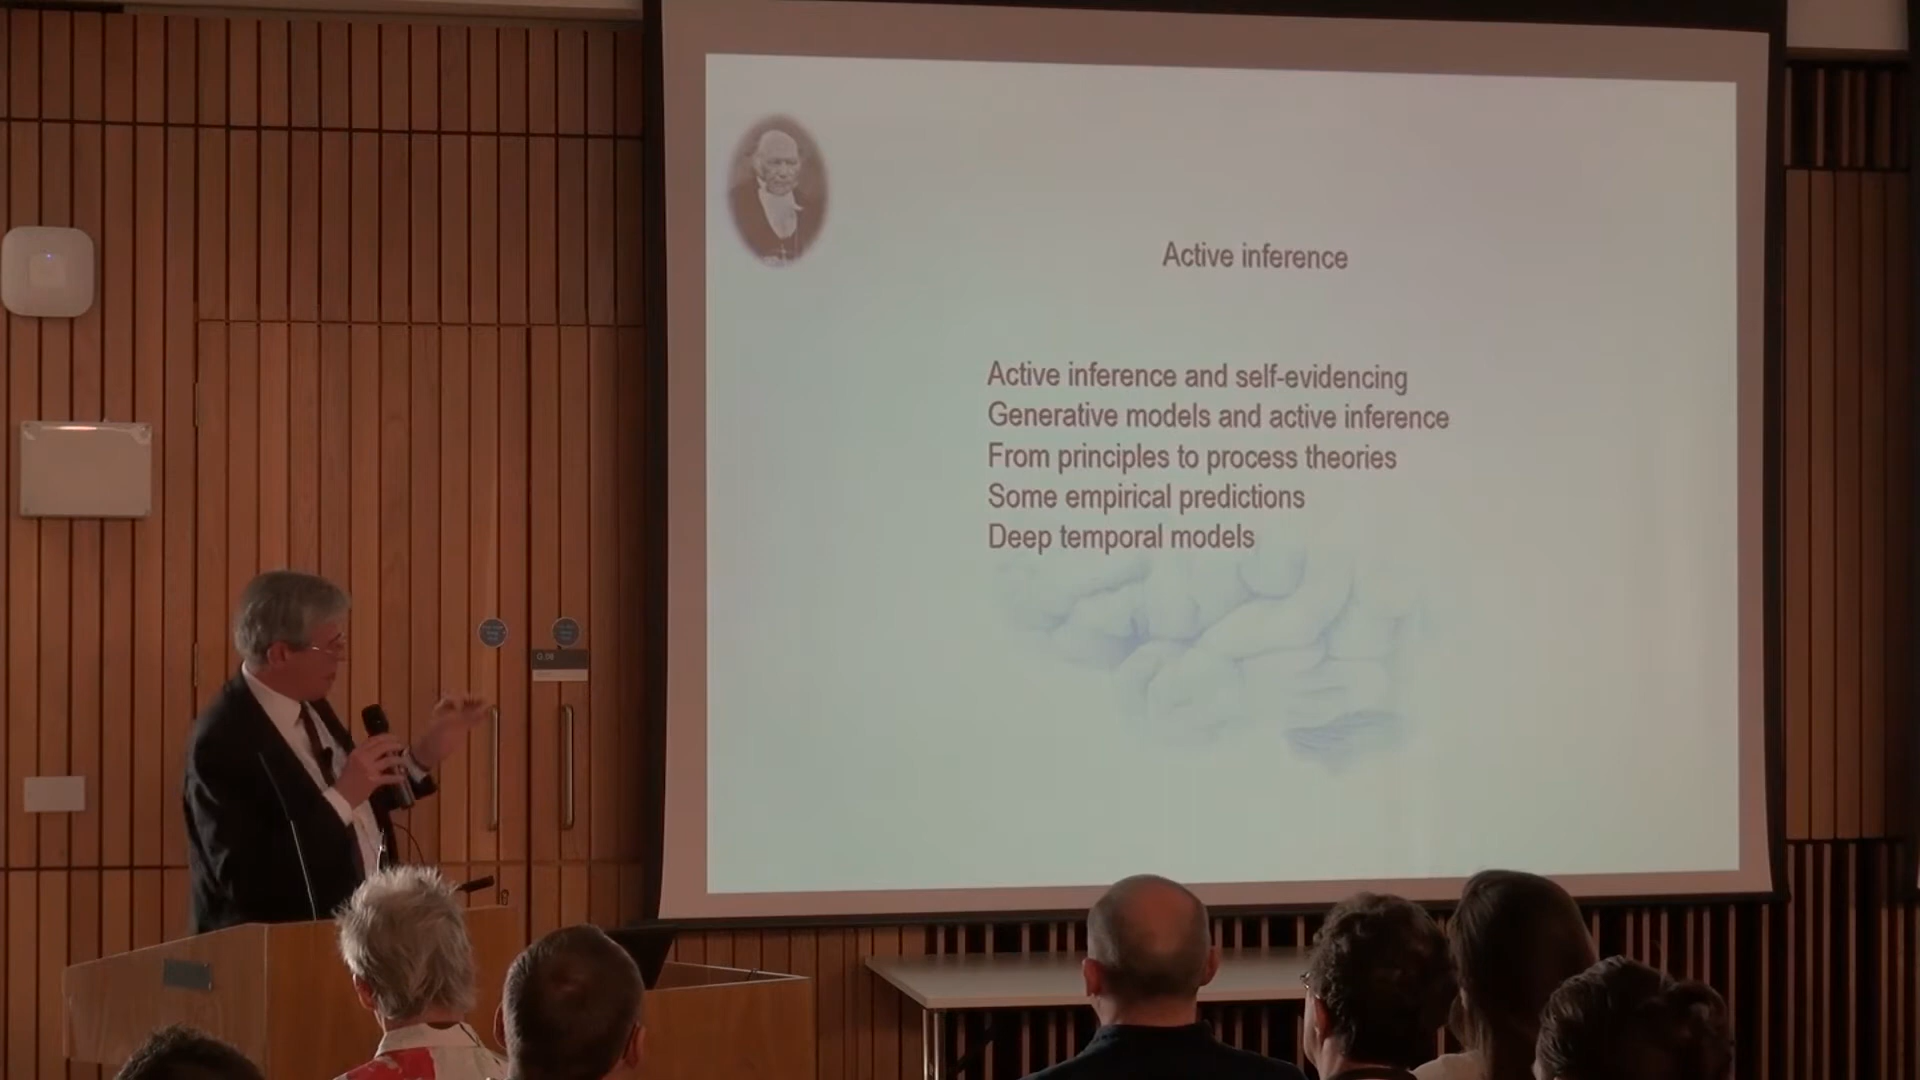 Active inference
Active inference and self-evidencing
Generative models and active inference
From principles to process theories
Some empirical predictions
Deep temporal models
G.08